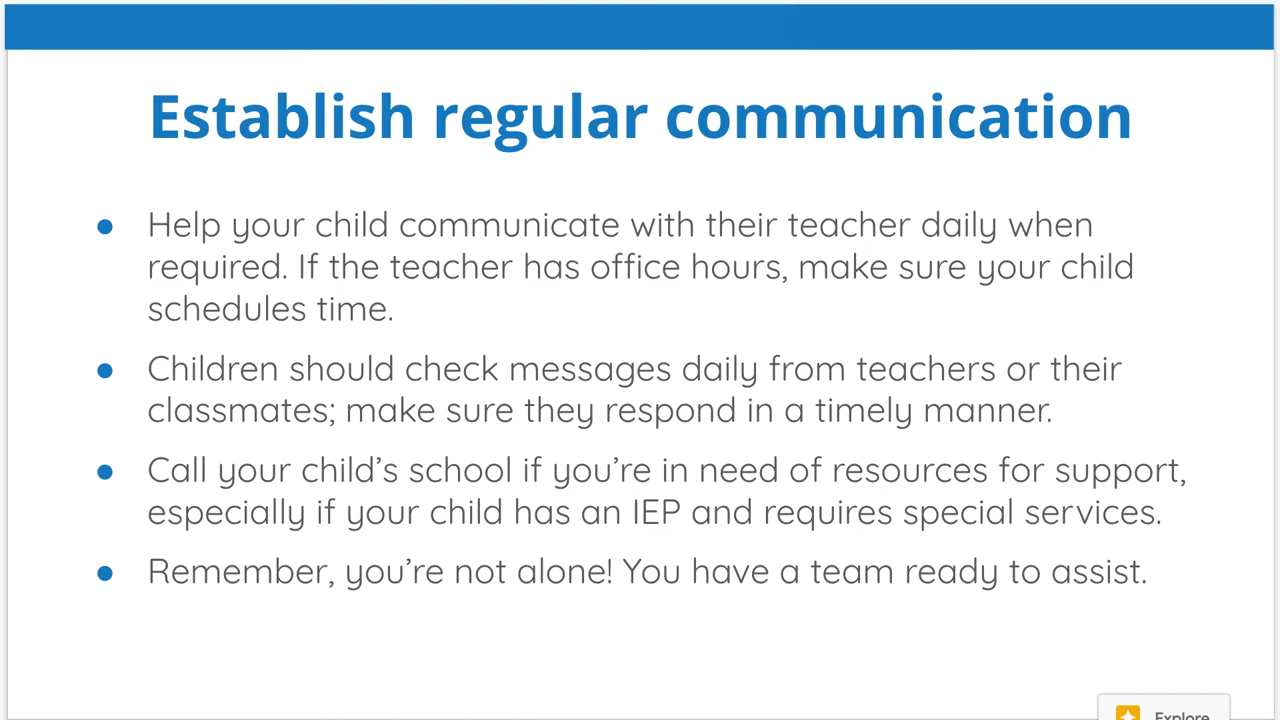 Establish regular communication
● Help your child communicate with their teacher daily when
required. If the teacher has office hours, make sure your child
schedules time.
● Children should check messages daily from teachers or their
classmates; make sure they respond in a timely manner.
● Call your child’s school if you’re in need of resources for support,
especially if your child has an IEP and requires special services.
● Remember, you’re not alone! You have a team ready to assist.
Explore